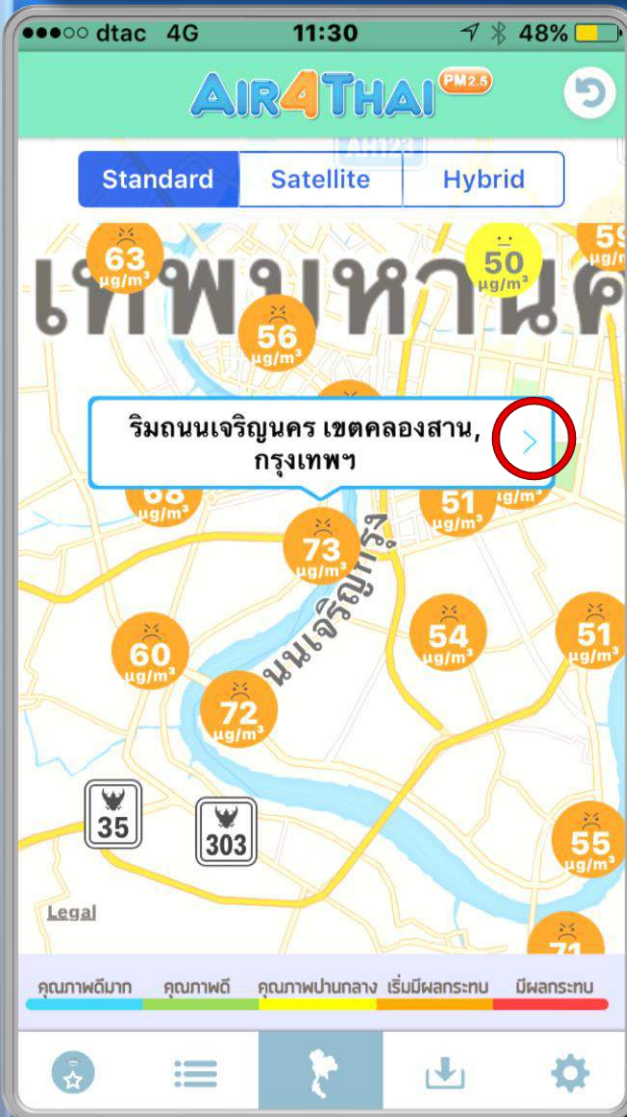 dtac 4G 11:30 48%
AIR4THAI PM2.5
AH123
Standard Satellite Hybrid
63 µg/m³
50 µg/m³
59
เทพมหานค
56 µg/m³
ริมถนนเจริญนคร เขตคลองสาน,
กรุงเทพฯ
68 µg/m³
51 µg/m³
µg/m³
73 µg/m³
นนเจริญกรุง
54 µg/m³
51 µg/m³
60 µg/m³
72 µg/m³
35
303
55 µg/m³
Legal
71
คุณภาพดีมาก คุณภาพดี คุณภาพปานกลาง เริ่มมีผลกระทบ มีผลกระทบ